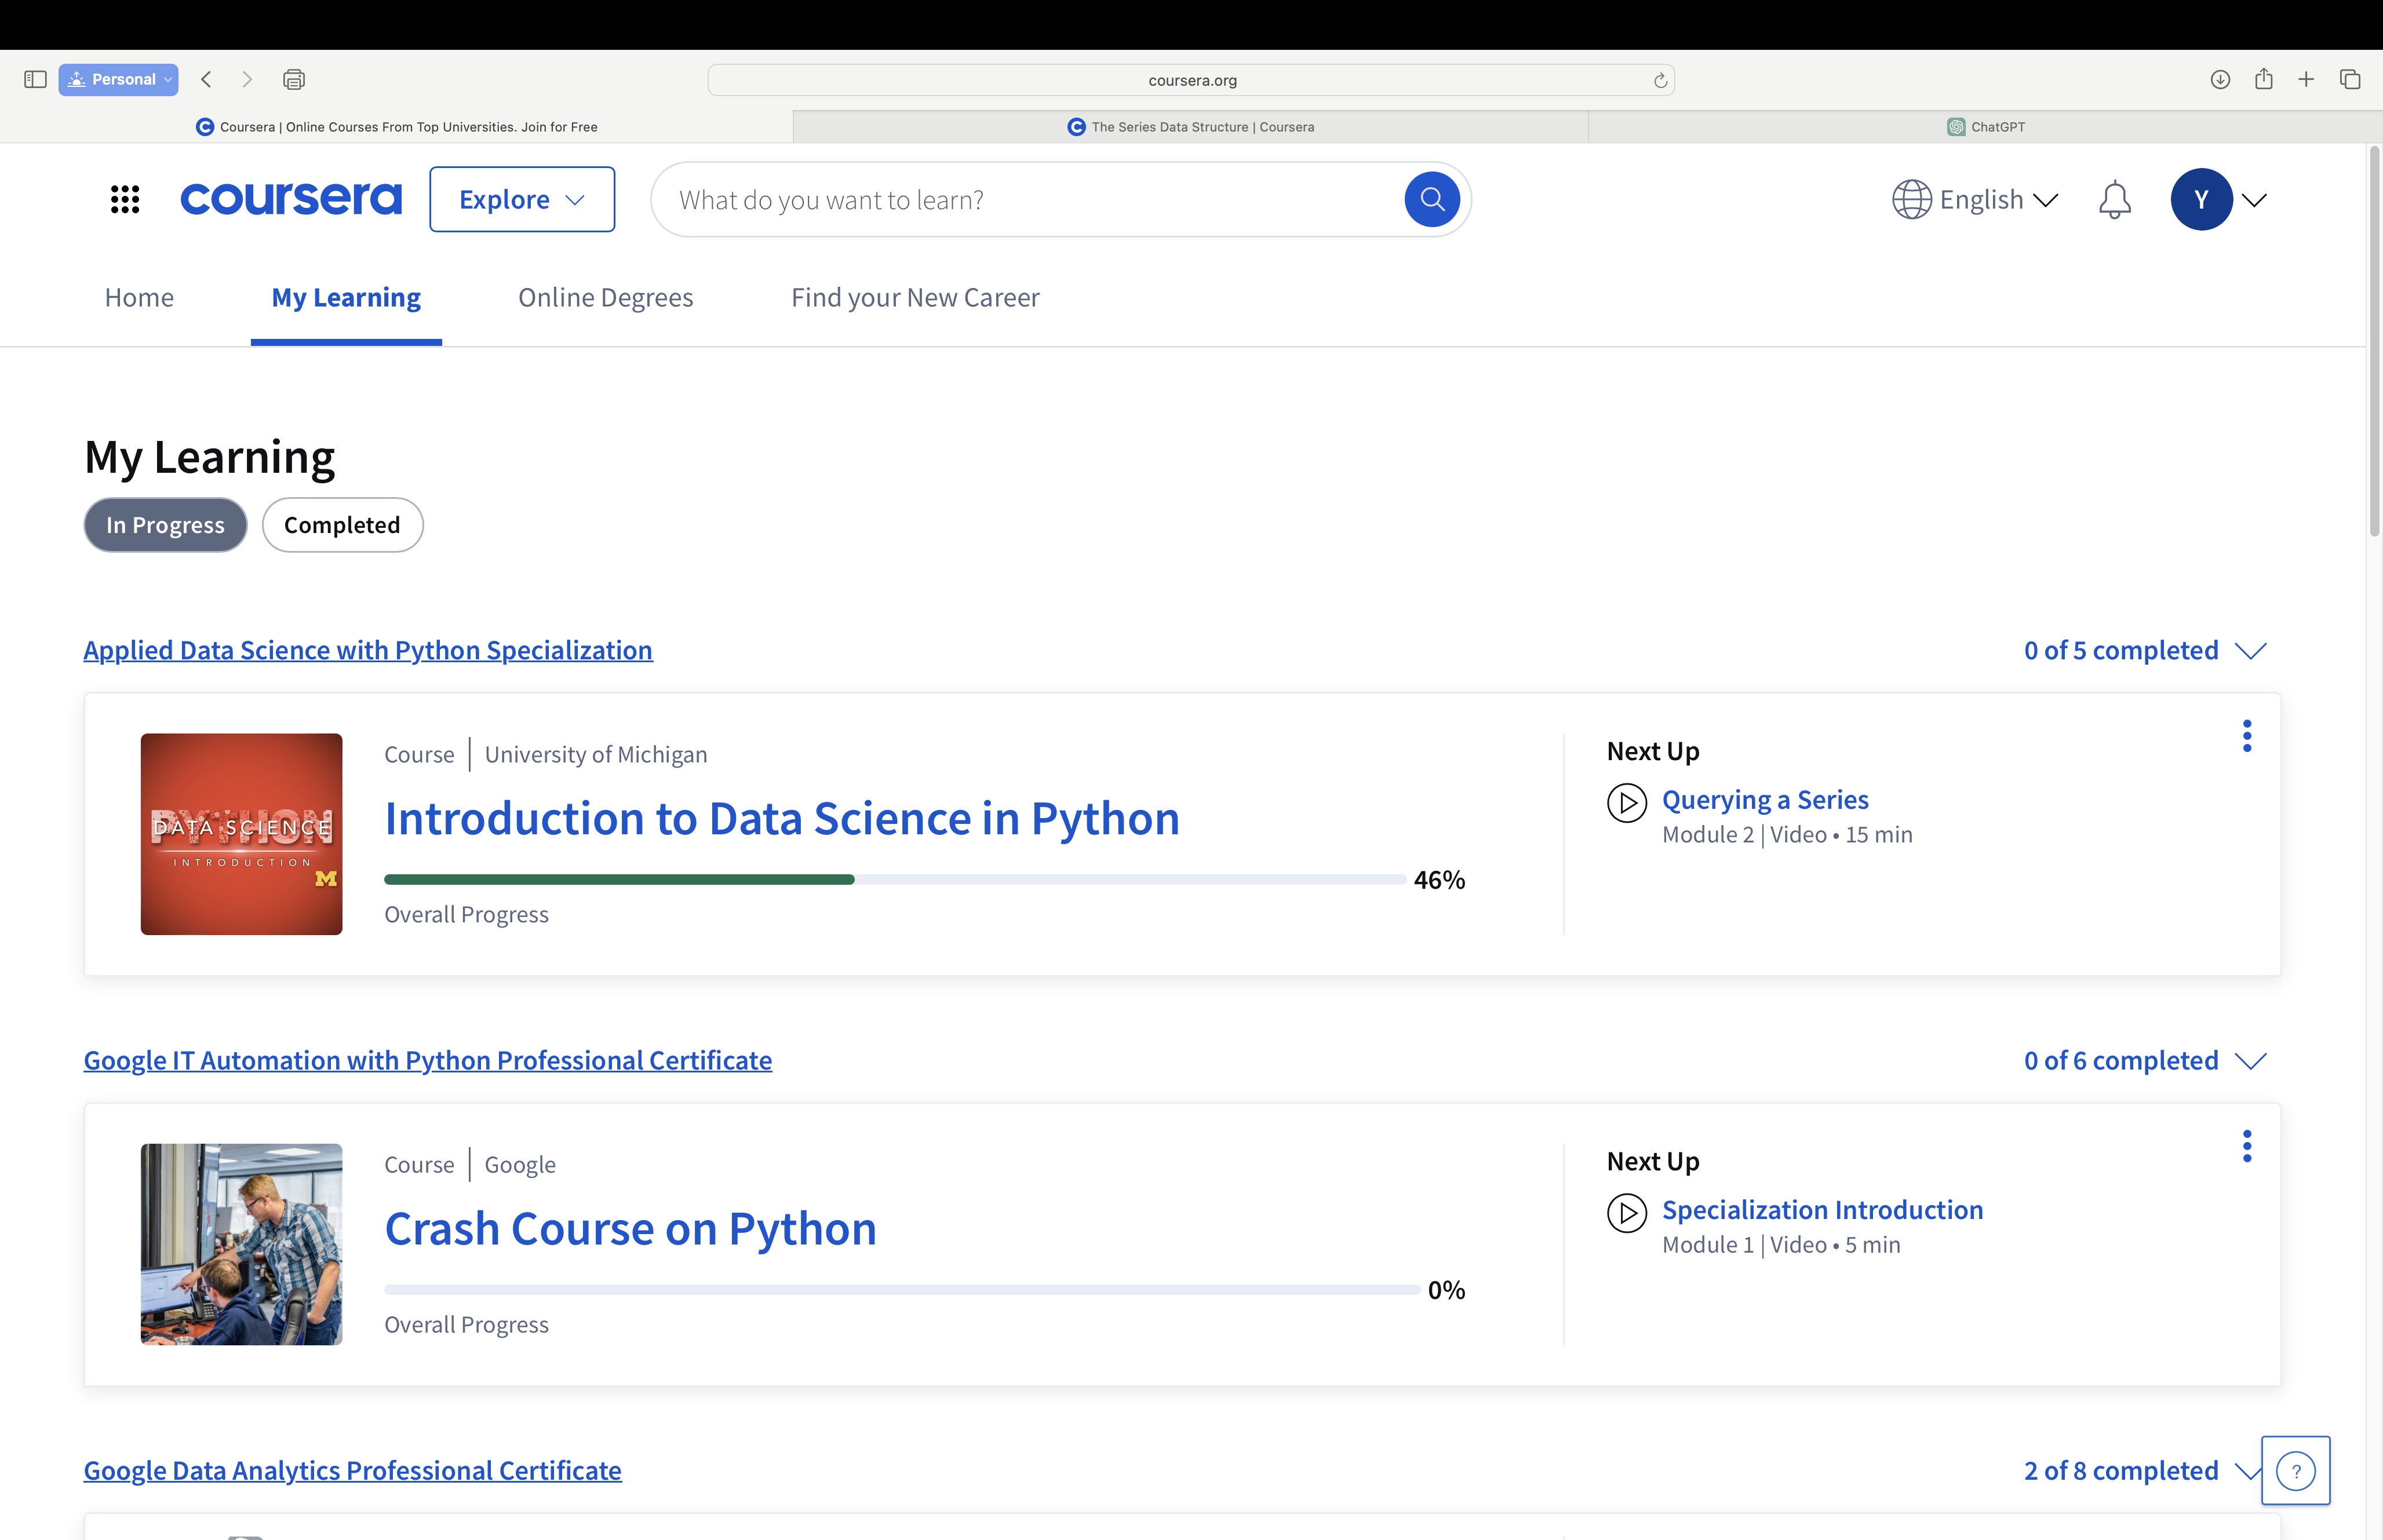 Personal
coursera.org
Coursera | Online Courses From Top Universities. Join for Free
The Series Data Structure | Coursera
ChatGPT
coursera
Explore
What do you want to learn?
English
Y
Home
My Learning
Online Degrees
Find your New Career
My Learning
In Progress
Completed
Applied Data Science with Python Specialization
0 of 5 completed
PYTHON
DATA SCIENCE
INTRODUCTION
M
Course | University of Michigan
Introduction to Data Science in Python
46%
Overall Progress
Next Up
Querying a Series
Module 2 | Video • 15 min
Google IT Automation with Python Professional Certificate
0 of 6 completed
Course | Google
Crash Course on Python
0%
Overall Progress
Next Up
Specialization Introduction
Module 1 | Video • 5 min
Google Data Analytics Professional Certificate
2 of 8 completed
?